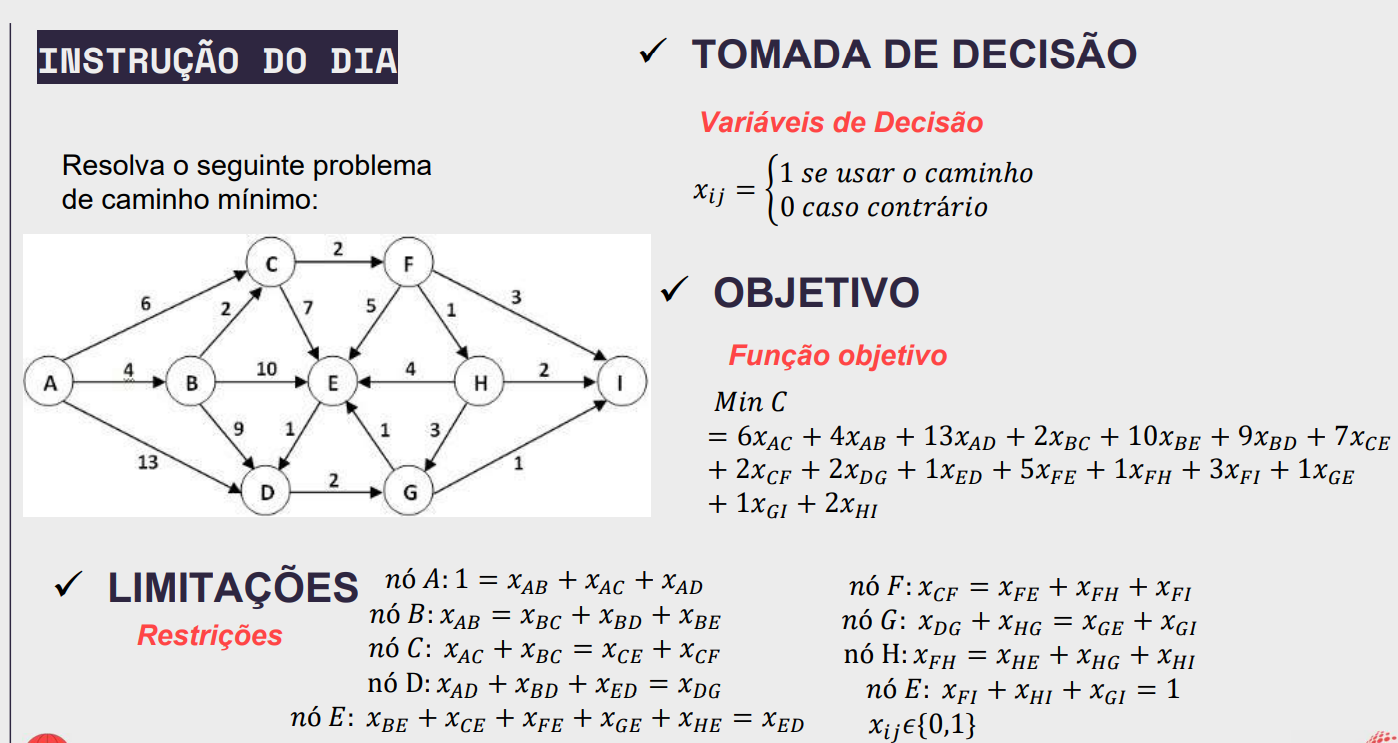 INSTRUÇÃO DO DIA
Resolva o seguinte problema
de caminho mínimo:
C 2 F
6 2 7 5 1 3
A 4 B 10 E 4 H 2 I
9 1 1 3
13 1
D 2 G
✓ TOMADA DE DECISÃO
Variáveis de Decisão
x_{ij} = {1 se usar o caminho
0 caso contrário
✓ OBJETIVO
Função objetivo
Min C
= 6x_{AC} + 4x_{AB} + 13x_{AD} + 2x_{BC} + 10x_{BE} + 9x_{BD} + 7x_{CE}
+ 2x_{CF} + 2x_{DG} + 1x_{ED} + 5x_{FE} + 1x_{FH} + 3x_{FI} + 1x_{GE}
+ 1x_{GI} + 2x_{HI}
✓ LIMITAÇÕES
Restrições
nó A: 1 = x_{AB} + x_{AC} + x_{AD}
nó B: x_{AB} = x_{BC} + x_{BD} + x_{BE}
nó C: x_{AC} + x_{BC} = x_{CE} + x_{CF}
nó D: x_{AD} + x_{BD} + x_{ED} = x_{DG}
nó E: x_{BE} + x_{CE} + x_{FE} + x_{GE} + x_{HE} = x_{ED}
nó F: x_{CF} = x_{FE} + x_{FH} + x_{FI}
nó G: x_{DG} + x_{HG} = x_{GE} + x_{GI}
nó H: x_{FH} = x_{HE} + x_{HG} + x_{HI}
nó E: x_{FI} + x_{HI} + x_{GI} = 1
x_{ij}ϵ{0,1}